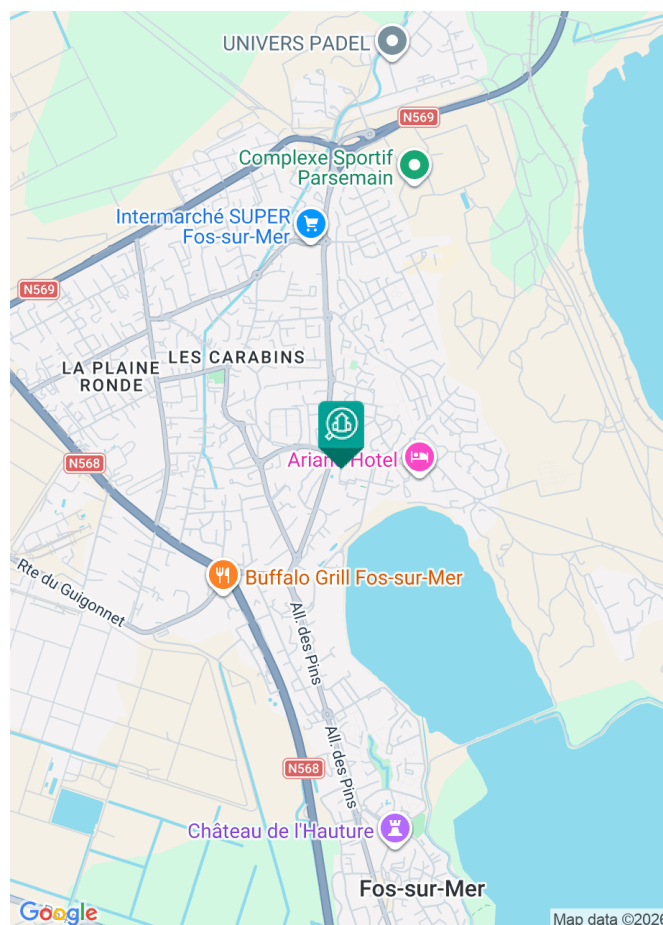 UNIVERS PADEL
N569
Complexe Sportif
Parsemain
Intermarché SUPER
Fos-sur-Mer
N569
LES CARABINS
LA PLAINE
RONDE
N568
Hotel
Buffalo Grill Fos-sur-Mer
Rte du Guigonnet
All. des Pins
All. des Pins
N568
Château de l'Hauture
Fos-sur-Mer
Google
Map data ©2026